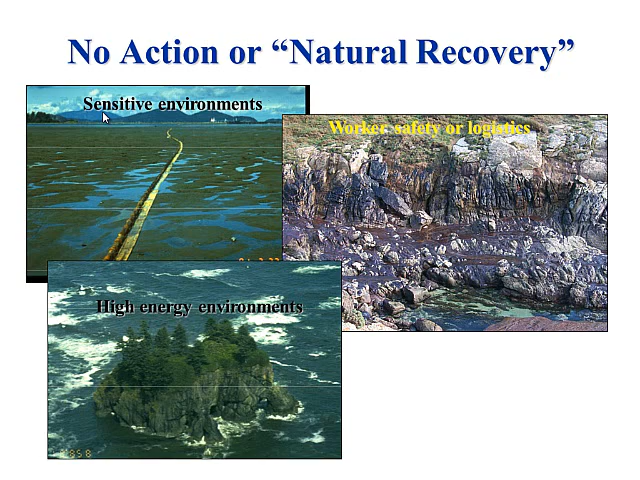 No Action or “Natural Recovery”
Sensitive environments
Worker safety or logistics
High energy environments